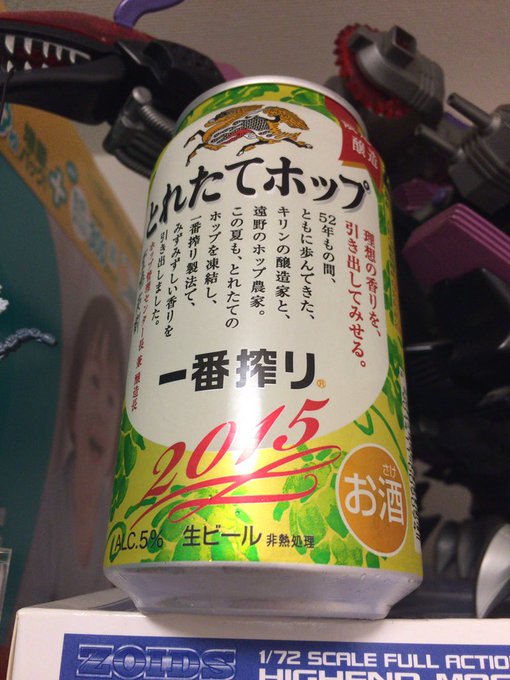 醸造
とれたてホップ
理想の香りを、
引き出してみせる。
52年もの間、
ともに歩んできた、
キリンの醸造家と、
遠野のホップ農家。
この夏も、とれたての
ホップを凍結し、
一番搾り製法で、
みずみずしい香りを
引き出しました。
一番搾り®
2015
さけ
お酒
ALC.5% 生ビール 非熱処理
ZOIDS 1/72 SCALE FULL ACTIO
HIGHEND MAS